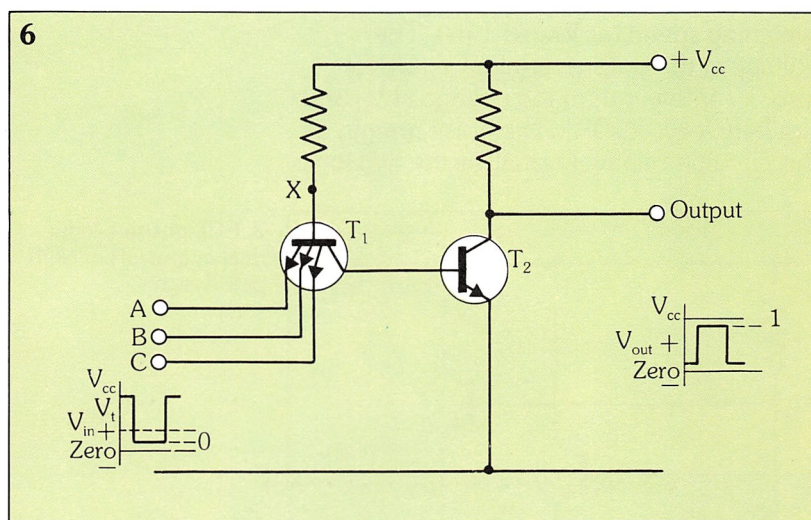 6
+ Vcc
X
T1
Output
T2
A
B
C
Vcc
Vt
Vin +
0
Zero
–
Vcc
1
Vout +
Zero
–